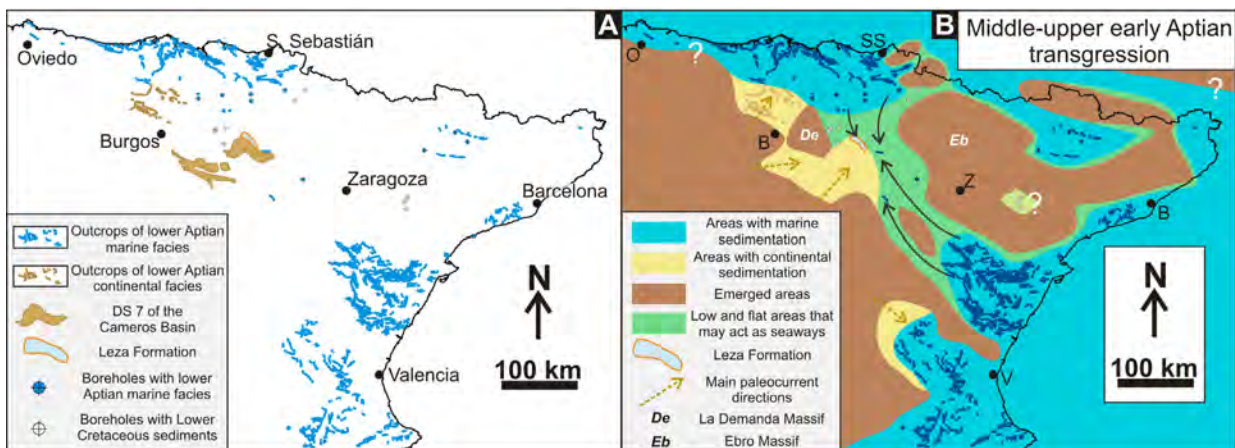 A
S. Sebastián
Oviedo
Burgos
Zaragoza
Barcelona
Valencia
N
100 km
Outcrops of lower Aptian
marine facies
Outcrops of lower Aptian
continental facies
DS 7 of the
Cameros Basin
Leza Formation
Boreholes with lower
Aptian marine facies
Boreholes with Lower
Cretaceous sediments
B
Middle-upper early Aptian
transgression
SS
O
?
?
B
De
Eb
Z
?
B
V
N
100 km
Areas with marine
sedimentation
Areas with continental
sedimentation
Emerged areas
Low and flat areas that
may act as seaways
Leza Formation
Main paleocurrent
directions
De La Demanda Massif
Eb Ebro Massif